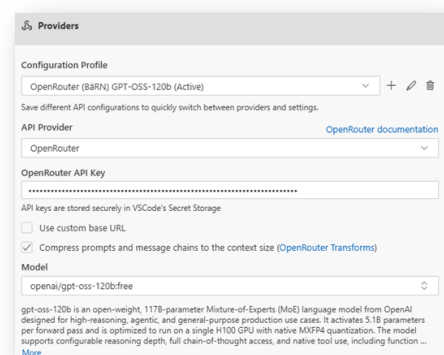 Providers
Configuration Profile
OpenRouter (BäRN) GPT-OSS-120b (Active)
Save different API configurations to quickly switch between providers and settings.
API Provider
OpenRouter documentation
OpenRouter
OpenRouter API Key
API keys are stored securely in VSCode's Secret Storage
Use custom base URL
Compress prompts and message chains to the context size (OpenRouter Transforms)
Model
openai/gpt-oss-120b:free
gpt-oss-120b is an open-weight, 117B-parameter Mixture-of-Experts (MoE) language model from OpenAI
designed for high-reasoning, agentic, and general-purpose production use cases. It activates 5.1B parameters
per forward pass and is optimized to run on a single H100 GPU with native MXFP4 quantization. The model
supports configurable reasoning depth, full chain-of-thought access, and native tool use, including function ...
More